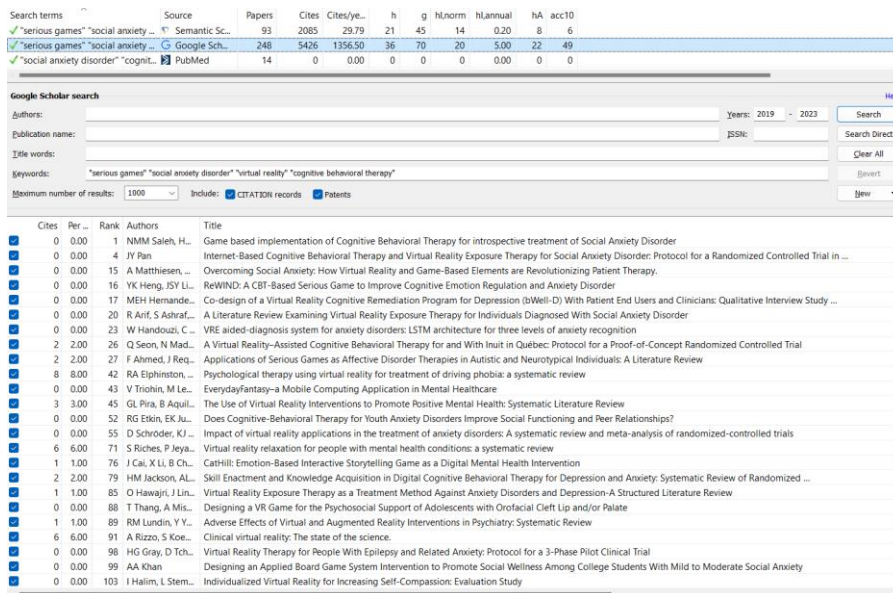 Search terms Source Papers Cites Cites/ye... h g hI,norm hI,annual hA acc10
"serious games" "social anxiety ... Semantic Sc... 93 2085 29.79 21 45 14 0.20 8 6
"serious games" "social anxiety ... Google Sch... 248 5426 1356.50 36 70 20 5.00 22 49
"social anxiety disorder" "cognit... PubMed 14 0 0.00 0 0 0 0.00 0 0
Google Scholar search He
Authors: Years: 2019 - 2023 Search
Publication name: ISSN: Search Direct
Title words: Clear All
Keywords: "serious games" "social anxiety disorder" "virtual reality" "cognitive behavioral therapy" Revert
Maximum number of results: 1000 Include: CITATION records Patents New
Cites Per ... Rank Authors Title
0 0.00 1 NMM Saleh, H... Game based implementation of Cognitive Behavioral Therapy for introspective treatment of Social Anxiety Disorder
0 0.00 4 JY Pan Internet-Based Cognitive Behavioral Therapy and Virtual Reality Exposure Therapy for Social Anxiety Disorder: Protocol for a Randomized Controlled Trial in ...
0 0.00 15 A Matthiesen, ... Overcoming Social Anxiety: How Virtual Reality and Game-Based Elements are Revolutionizing Patient Therapy.
0 0.00 16 YK Heng, JSY Li... ReWIND: A CBT-Based Serious Game to Improve Cognitive Emotion Regulation and Anxiety Disorder
0 0.00 17 MEH Hernande... Co-design of a Virtual Reality Cognitive Remediation Program for Depression (bWell-D) With Patient End Users and Clinicians: Qualitative Interview Study ...
0 0.00 20 R Arif, S Ashraf,... A Literature Review Examining Virtual Reality Exposure Therapy for Individuals Diagnosed With Social Anxiety Disorder
0 0.00 23 W Handouzi, C ... VRE aided-diagnosis system for anxiety disorders: LSTM architecture for three levels of anxiety recognition
2 2.00 26 Q Seon, N Mad... A Virtual Reality–Assisted Cognitive Behavioral Therapy for and With Inuit in Québec: Protocol for a Proof-of-Concept Randomized Controlled Trial
2 2.00 27 F Ahmed, J Req... Applications of Serious Games as Affective Disorder Therapies in Autistic and Neurotypical Individuals: A Literature Review
8 8.00 42 RA Elphinston, ... Psychological therapy using virtual reality for treatment of driving phobia: a systematic review
0 0.00 43 V Triohin, M Le... EverydayFantasy–a Mobile Computing Application in Mental Healthcare
3 3.00 45 GL Pira, B Aquil... The Use of Virtual Reality Interventions to Promote Positive Mental Health: Systematic Literature Review
0 0.00 52 RG Etkin, EK Ju... Does Cognitive-Behavioral Therapy for Youth Anxiety Disorders Improve Social Functioning and Peer Relationships?
0 0.00 55 D Schröder, KJ ... Impact of virtual reality applications in the treatment of anxiety disorders: A systematic review and meta-analysis of randomized-controlled trials
6 6.00 71 S Riches, P Jeya... Virtual reality relaxation for people with mental health conditions: a systematic review
1 1.00 76 J Cai, X Li, B Ch... CatHill: Emotion-Based Interactive Storytelling Game as a Digital Mental Health Intervention
2 2.00 79 HM Jackson, AL... Skill Enactment and Knowledge Acquisition in Digital Cognitive Behavioral Therapy for Depression and Anxiety: Systematic Review of Randomized ...
1 1.00 85 O Hawajri, J Lin... Virtual Reality Exposure Therapy as a Treatment Method Against Anxiety Disorders and Depression-A Structured Literature Review
0 0.00 88 T Thang, A Mis... Designing a VR Game for the Psychosocial Support of Adolescents with Orofacial Cleft Lip and/or Palate
1 1.00 89 RM Lundin, Y Y... Adverse Effects of Virtual and Augmented Reality Interventions in Psychiatry: Systematic Review
6 6.00 91 A Rizzo, S Koe... Clinical virtual reality: The state of the science.
0 0.00 98 HG Gray, D Tch... Virtual Reality Therapy for People With Epilepsy and Related Anxiety: Protocol for a 3-Phase Pilot Clinical Trial
0 0.00 99 AA Khan Designing an Applied Board Game System Intervention to Promote Social Wellness Among College Students With Mild to Moderate Social Anxiety
0 0.00 103 I Halim, L Stem... Individualized Virtual Reality for Increasing Self-Compassion: Evaluation Study